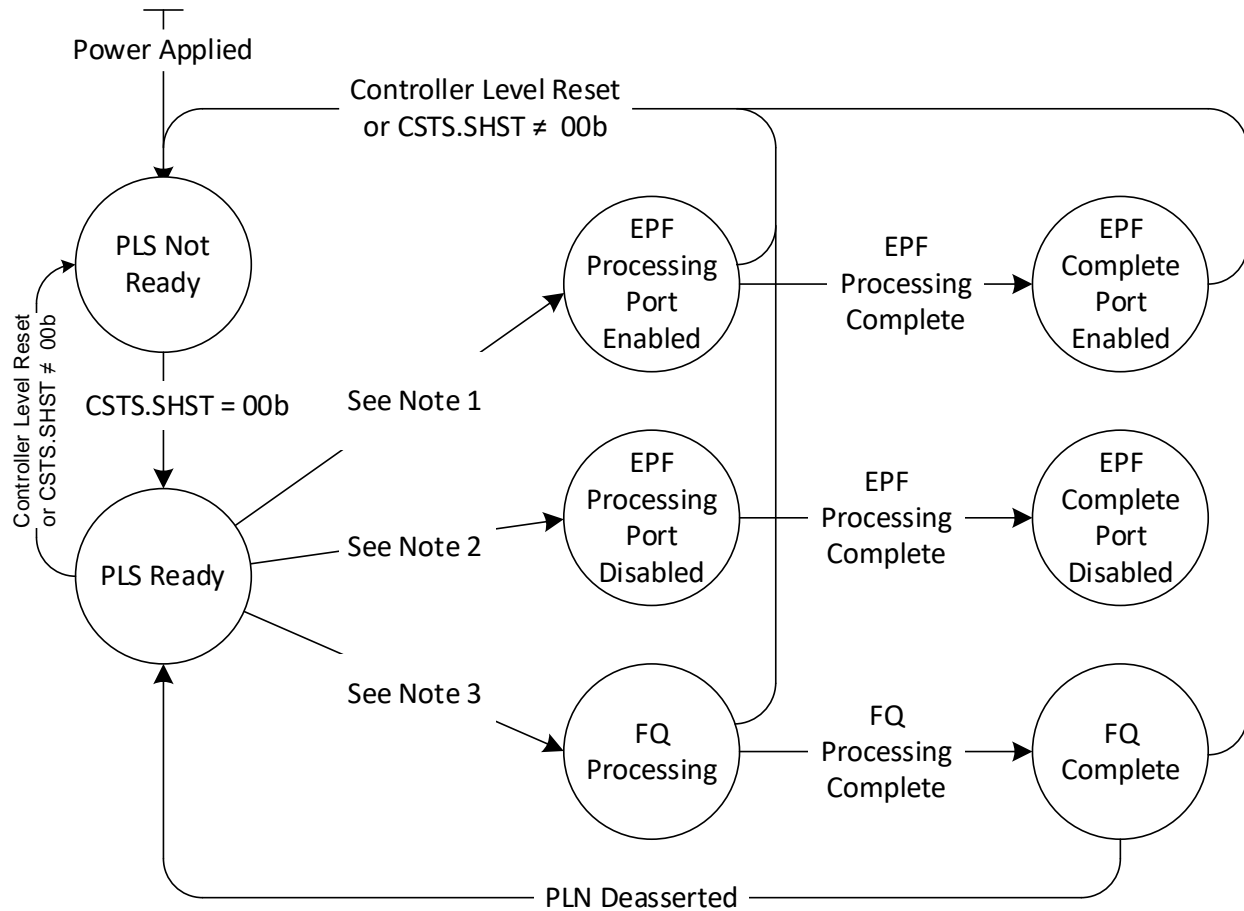 Power Applied
Controller Level Reset
or CSTS.SHST ≠ 00b
PLS Not
Ready
EPF
Processing
Port
Enabled
EPF
Processing
Complete
EPF
Complete
Port
Enabled
Controller Level Reset
or CSTS.SHST ≠ 00b
CSTS.SHST = 00b
See Note 1
PLS Ready
See Note 2
EPF
Processing
Port
Disabled
EPF
Processing
Complete
EPF
Complete
Port
Disabled
See Note 3
FQ
Processing
FQ
Processing
Complete
FQ
Complete
PLN Deasserted